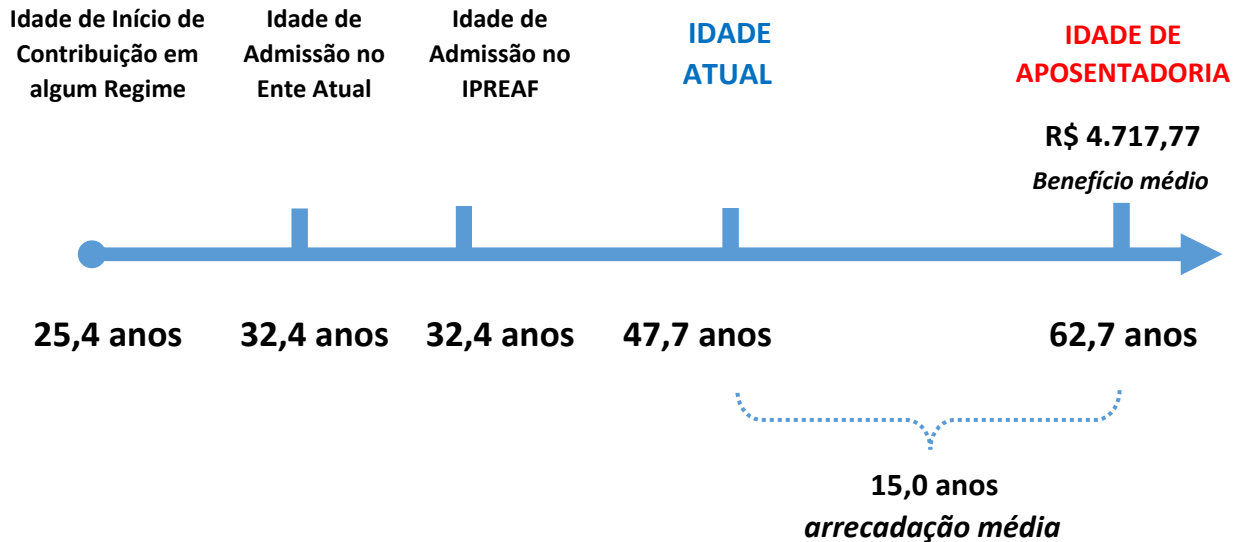 Idade de Início de
Contribuição em
algum Regime
Idade de
Admissão no
Ente Atual
Idade de
Admissão no
IPREAF
IDADE
ATUAL
IDADE DE
APOSENTADORIA
R$ 4.717,77
Benefício médio
25,4 anos
32,4 anos
32,4 anos
47,7 anos
62,7 anos
15,0 anos
arrecadação média